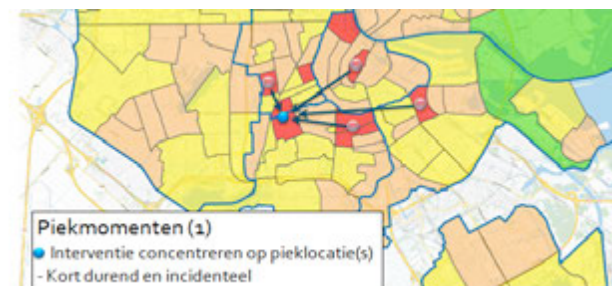 Piekmomenten (1)
Interventie concentreren op pieklocatie(s)
- Kort durend en incidenteel